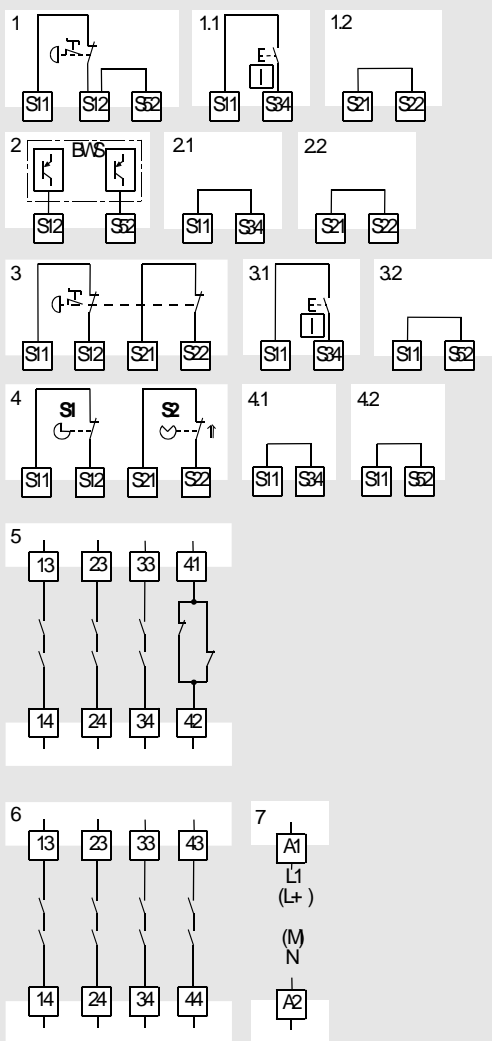 1
S11 S12 S52
1.1
S11 S34
1.2
S21 S22
2 BWS
S12 S52
2.1
S11 S34
2.2
S21 S22
3
S11 S12 S21 S22
3.1
S11 S34
3.2
S11 S52
4 S1 S2
S11 S12 S21 S22
4.1
S11 S34
4.2
S11 S52
5
13 23 33 41
14 24 34 42
6
13 23 33 43
14 24 34 44
7
A1
L1
(L+ )
(M)
N
A2